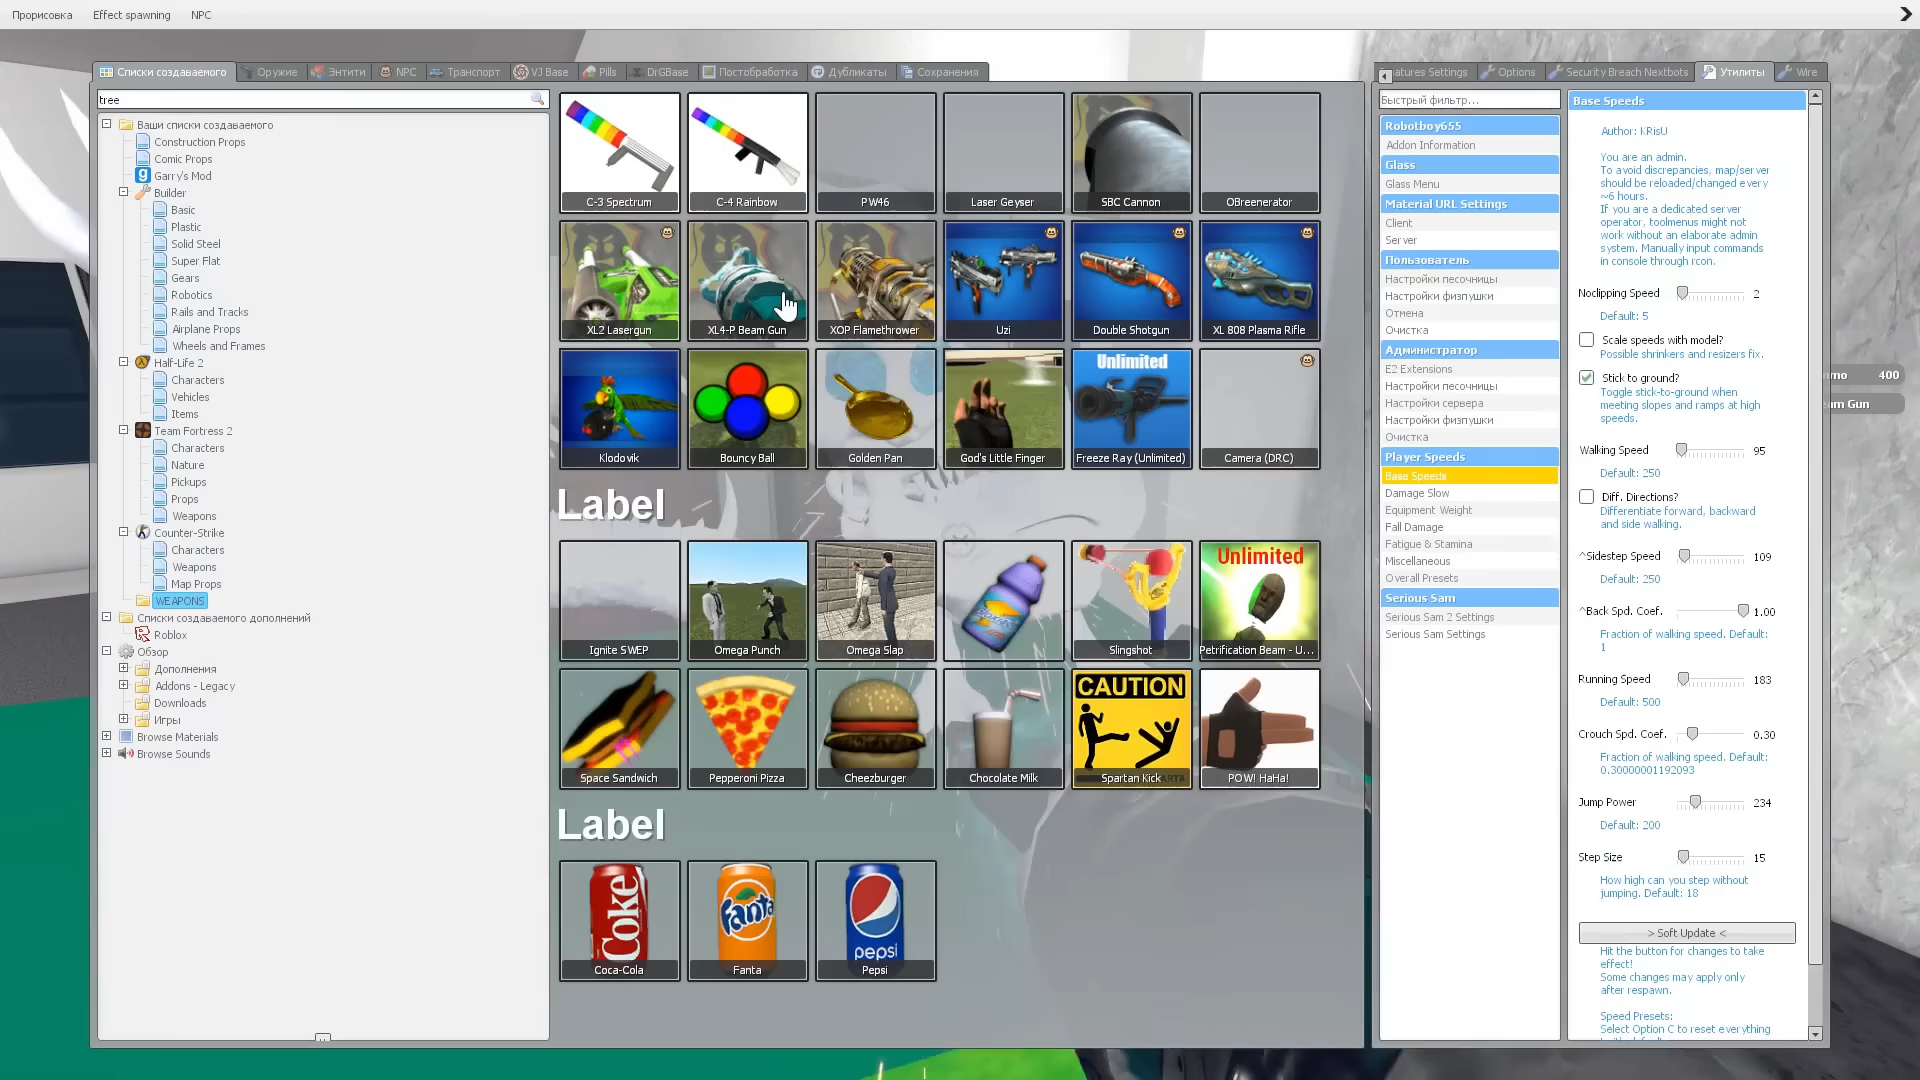 Прорисовка Effect spawning NPC
Списки создаваемого Оружие Энтити NPC Транспорт VJ Base Pills DrGBase Постобработка Дубликаты Сохранения
tree
Ваши списки создаваемого
Construction Props
Comic Props
Garry's Mod
Builder
Basic
Plastic
Solid Steel
Super Flat
Gears
Robotics
Rails and Tracks
Airplane Props
Wheels and Frames
Half-Life 2
Characters
Vehicles
Items
Team Fortress 2
Characters
Nature
Pickups
Props
Weapons
Counter-Strike
Characters
Weapons
Map Props
WEAPONS
Списки создаваемого дополнений
Roblox
Обзор
Дополнения
Addons - Legacy
Downloads
Игры
Browse Materials
Browse Sounds
C-3 Spectrum C-4 Rainbow PW46 Laser Geyser SBC Cannon OBreenerator
XL2 Lasergun XL4-P Beam Gun XOP Flamethrower Uzi Double Shotgun XL 808 Plasma Rifle
Unlimited
Klodovik Bouncy Ball Golden Pan God's Little Finger Freeze Ray (Unlimited) Camera (DRC)
Label
Unlimited
Ignite SWEP Omega Punch Omega Slap Slingshot Petrification Beam - U...
CAUTION
Space Sandwich Pepperoni Pizza Cheezburger Chocolate Milk Spartan Kick POW! HaHa!
Label
Coke Fanta pepsi
Coca-Cola Fanta Pepsi
atures Settings Options Security Breach Nextbots Утилиты Wire
Быстрый фильтр...
Robotboy655
Addon Information
Glass
Glass Menu
Material URL Settings
Client
Server
Пользователь
Настройки песочницы
Настройки физпушки
Отмена
Очистка
Администратор
E2 Extensions
Настройки песочницы
Настройки сервера
Настройки физпушки
Очистка
Player Speeds
Base Speeds
Damage Slow
Equipment Weight
Fall Damage
Fatigue & Stamina
Miscellaneous
Overall Presets
Serious Sam
Serious Sam 2 Settings
Serious Sam Settings
Base Speeds
Author: KRisU
You are an admin.
To avoid discrepancies, map/server
should be reloaded/changed every
~6 hours.
If you are a dedicated server
operator, toolmenus might not
work without an elaborate admin
system. Manually input commands
in console through rcon.
Noclipping Speed 2
Default: 5
Scale speeds with model?
Possible shrinkers and resizers fix.
Stick to ground?
Toggle stick-to-ground when
meeting slopes and ramps at high
speeds.
Walking Speed 95
Default: 250
Diff. Directions?
Differentiate forward, backward
and side walking.
^Sidestep Speed 109
Default: 250
^Back Spd. Coef. 1.00
Fraction of walking speed. Default:
1
Running Speed 183
Default: 500
Crouch Spd. Coef. 0.30
Fraction of walking speed. Default:
0.30000001192093
Jump Power 234
Default: 200
Step Size 15
How high can you step without
jumping. Default: 18
> Soft Update <
Hit the button for changes to take
effect!
Some changes may apply only
after respawn.
Speed Presets:
Select Option C to reset everything
mo 400
am Gun